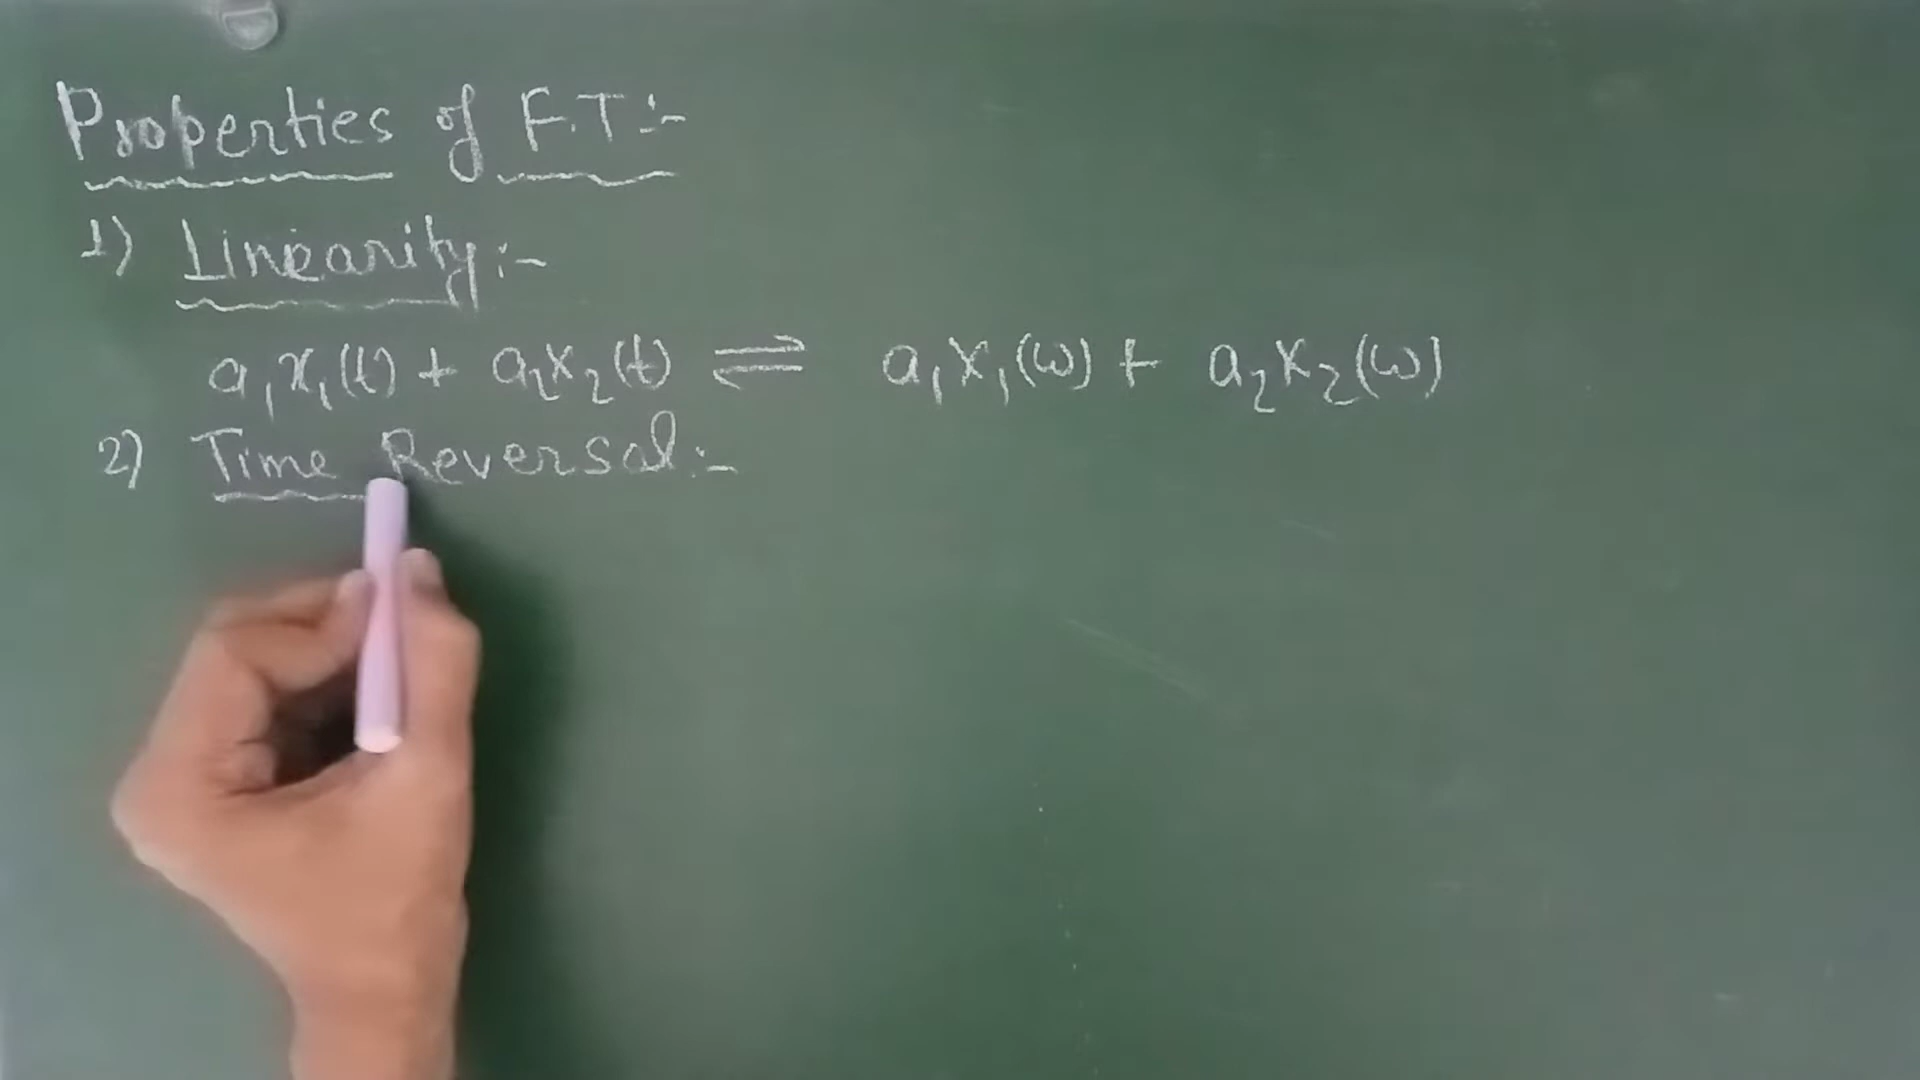 Properties of F.T:-
1) Linearity:-
a₁x₁(t) + a₂x₂(t) ⇌ a₁X₁(ω) + a₂X₂(ω)
2) Time Reversal:-